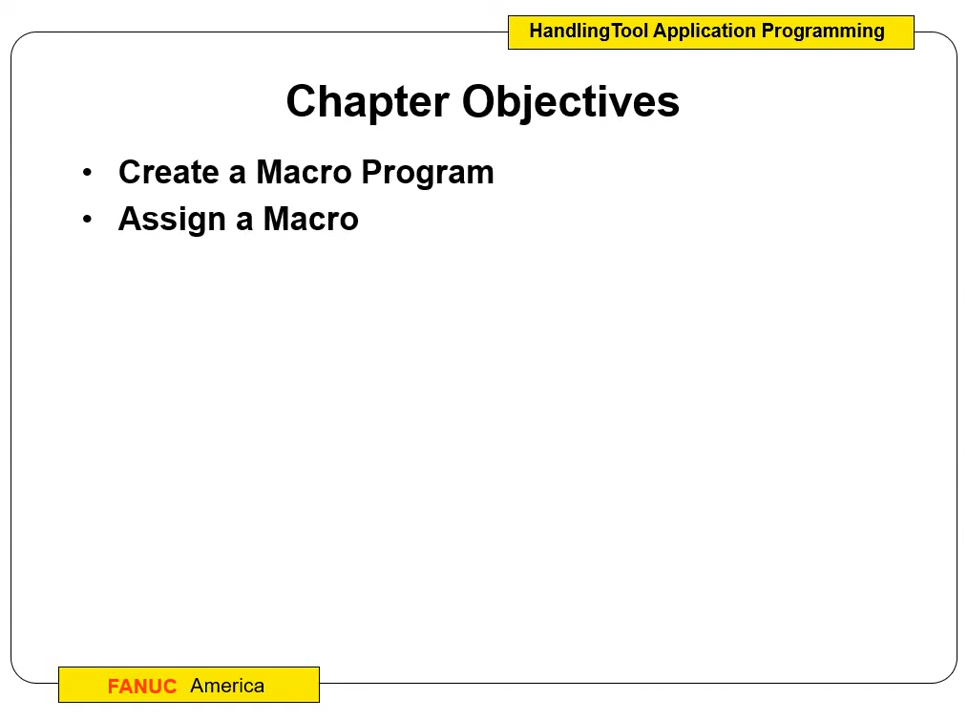 HandlingTool Application Programming
Chapter Objectives
• Create a Macro Program
• Assign a Macro
FANUC America